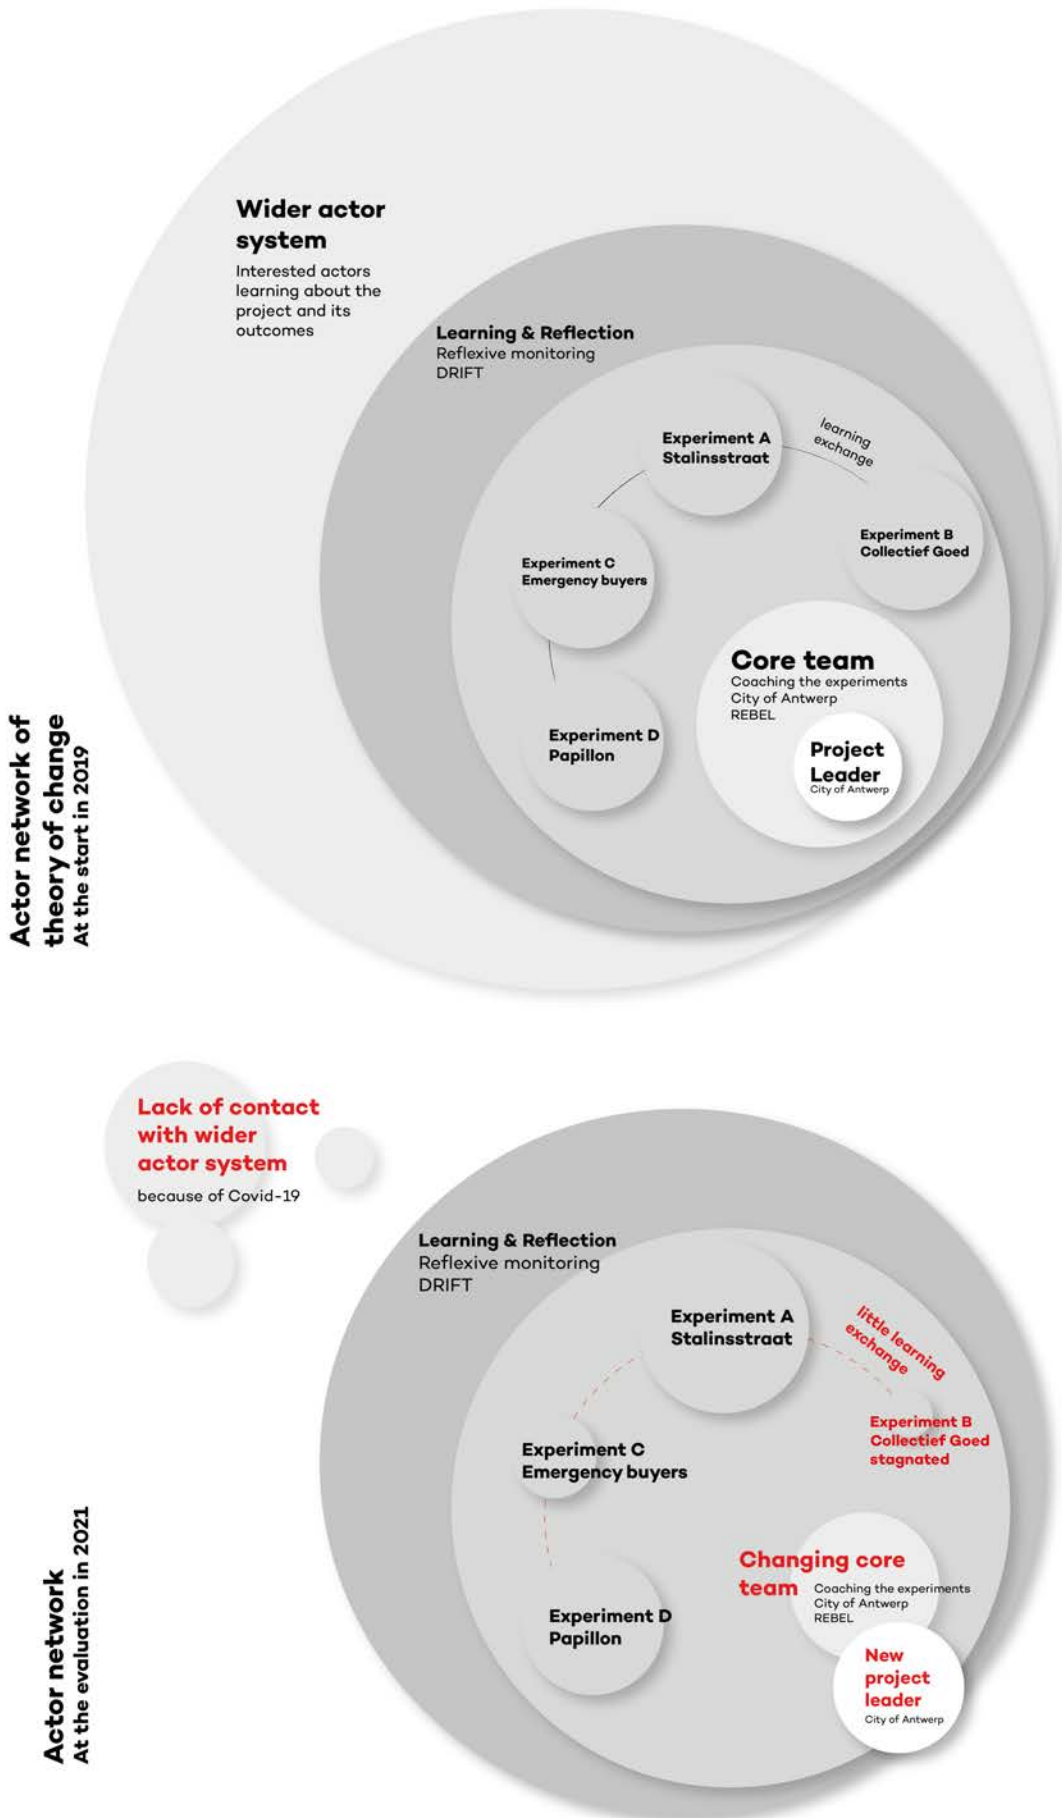 Actor network of
theory of change
At the start in 2019
Wider actor
system
Interested actors
learning about the
project and its
outcomes
Learning & Reflection
Reflexive monitoring
DRIFT
Experiment A
Stalinsstraat
learning
exchange
Experiment B
Collectief Goed
Experiment C
Emergency buyers
Core team
Coaching the experiments
City of Antwerp
REBEL
Experiment D
Papillon
Project
Leader
City of Antwerp
Actor network
At the evaluation in 2021
Lack of contact
with wider
actor system
because of Covid-19
Learning & Reflection
Reflexive monitoring
DRIFT
Experiment A
Stalinsstraat
little learning
exchange
Experiment B
Collectief Goed
stagnated
Experiment C
Emergency buyers
Changing core
team
Coaching the experiments
City of Antwerp
REBEL
Experiment D
Papillon
New
project
leader
City of Antwerp